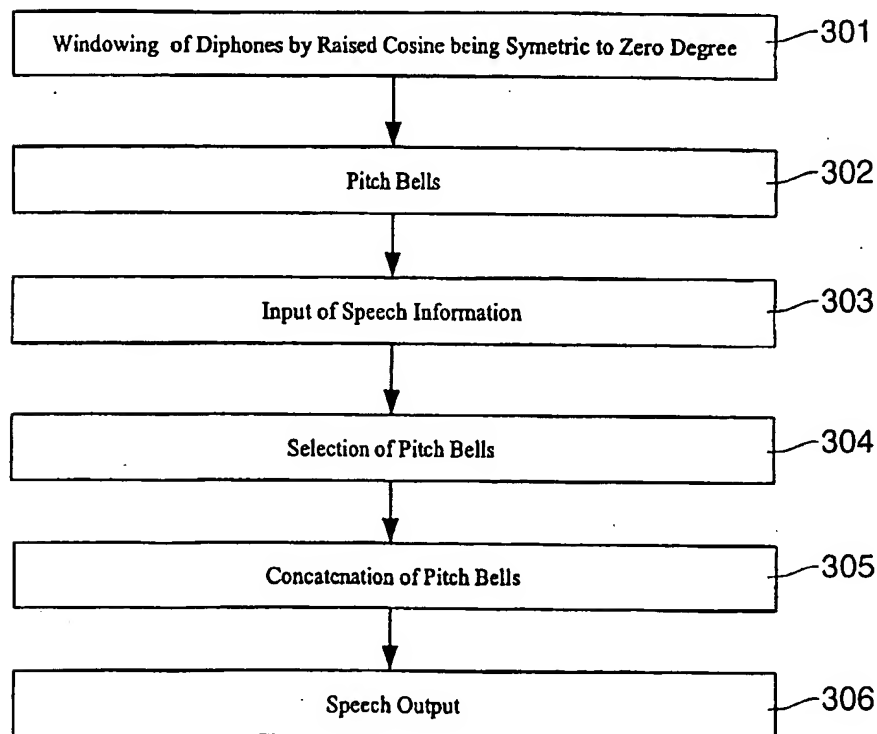 Windowing of Diphones by Raised Cosine being Symetric to Zero Degree
301
Pitch Bells
302
Input of Speech Information
303
Selection of Pitch Bells
304
Concatenation of Pitch Bells
305
Speech Output
306